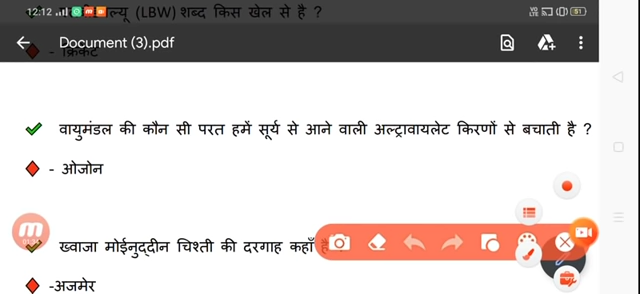 12:12
51
ल्यू (LBW) शब्द किस खेल से है ?
Document (3).pdf
- क्रिकेट
वायुमंडल की कौन सी परत हमें सूर्य से आने वाली अल्ट्रावायलेट किरणों से बचाती है ?
- ओजोन
ख्वाजा मोईनुद्दीन चिश्ती की दरगाह कहाँ है
-अजमेर